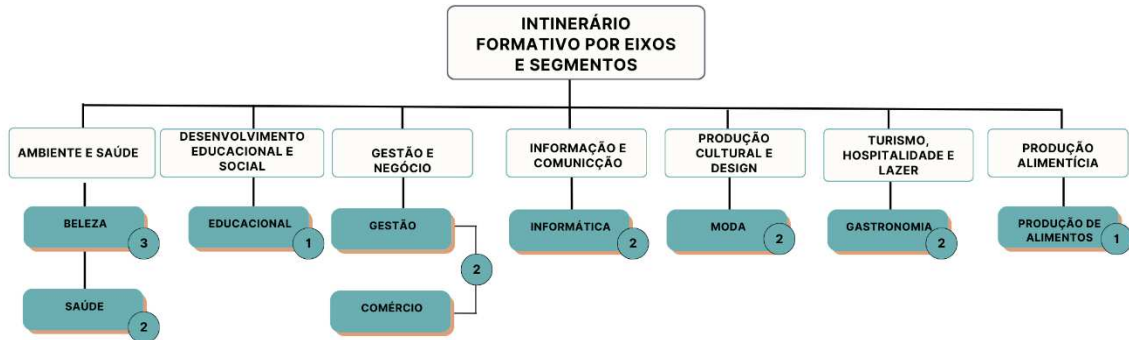 INTINERÁRIO
FORMATIVO POR EIXOS
E SEGMENTOS
AMBIENTE E SAÚDE
DESENVOLVIMENTO
EDUCACIONAL E
SOCIAL
GESTÃO E
NEGÓCIO
INFORMAÇÃO E
COMUNICÇÃO
PRODUÇÃO
CULTURAL E
DESIGN
TURISMO,
HOSPITALIDADE E
LAZER
PRODUÇÃO
ALIMENTÍCIA
BELEZA
3
EDUCACIONAL
1
GESTÃO
2
INFORMÁTICA
2
MODA
2
GASTRONOMIA
2
PRODUÇÃO DE
ALIMENTOS
1
SAÚDE
2
COMÉRCIO